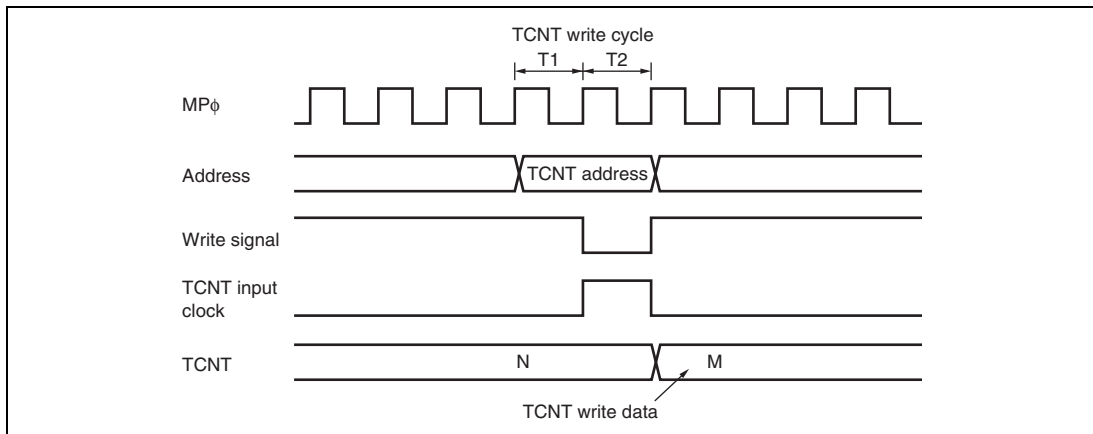 TCNT write cycle
T1 T2
MPϕ
Address
TCNT address
Write signal
TCNT input
clock
TCNT
N
M
TCNT write data